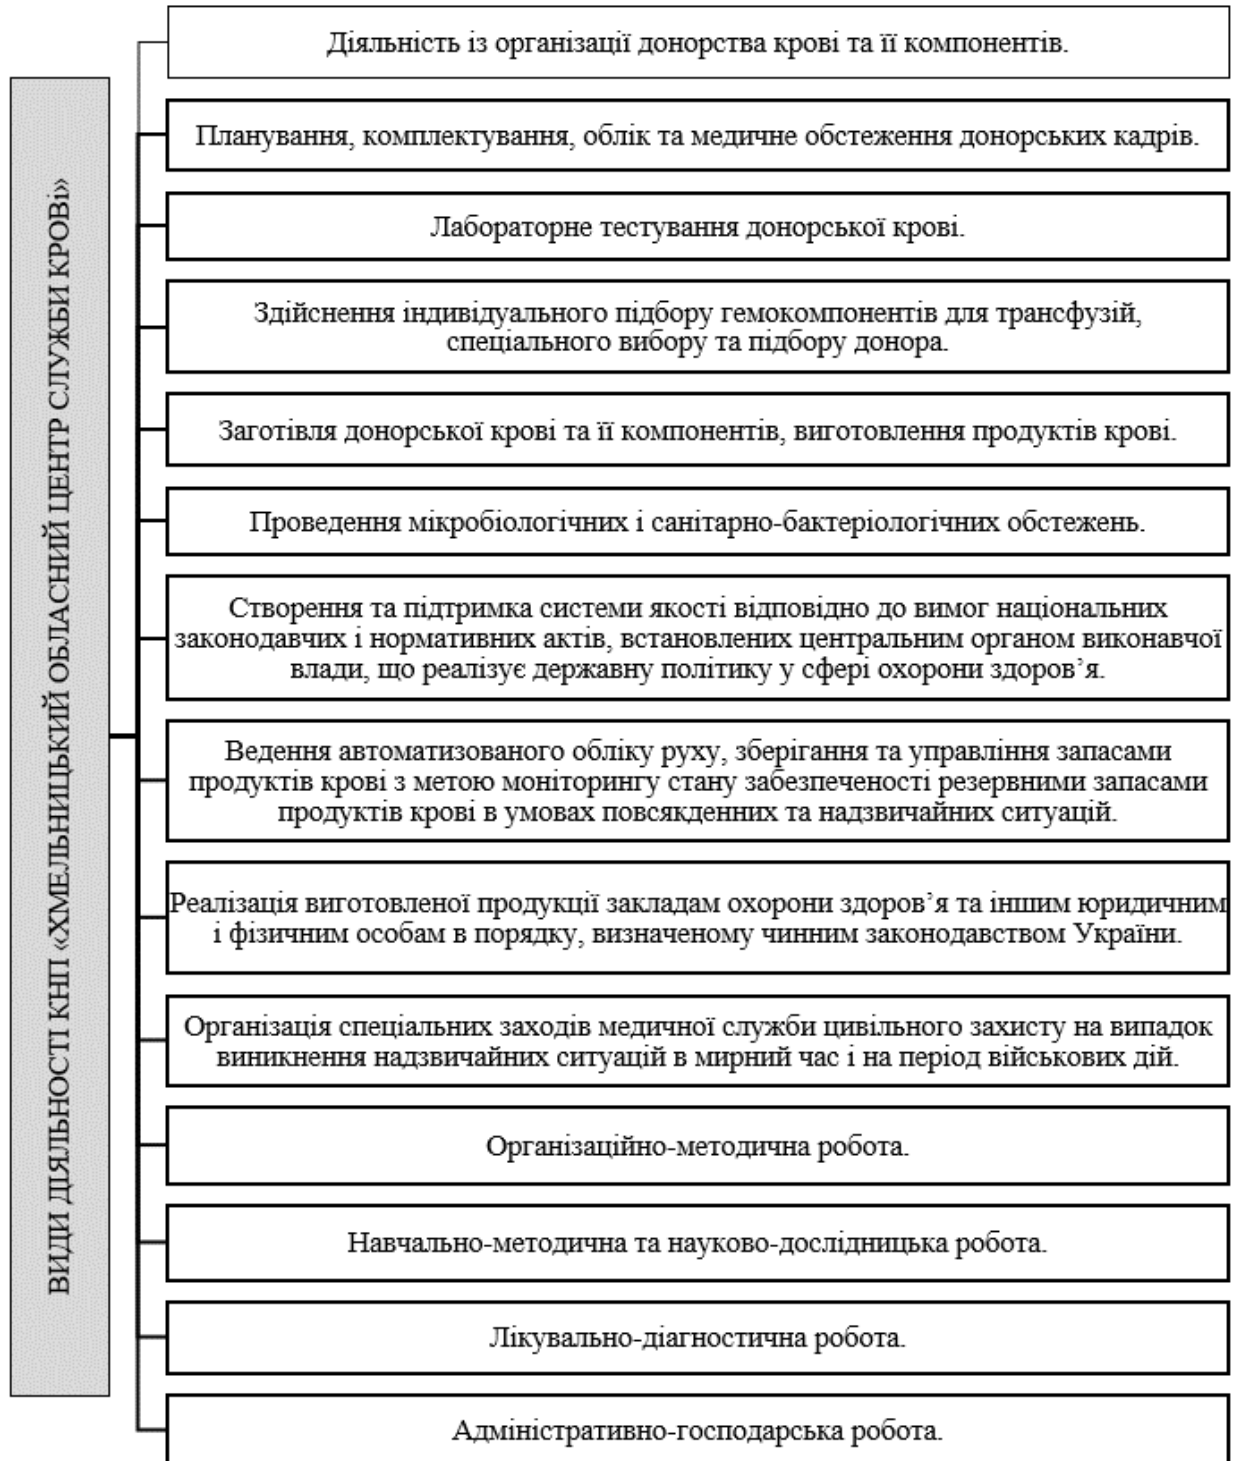 ВИДИ ДІЯЛЬНОСТІ КНП «ХМЕЛЬНИЦЬКИЙ ОБЛАСНИЙ ЦЕНТР СЛУЖБИ КРОВі»
Діяльність із організації донорства крові та її компонентів.
Планування, комплектування, облік та медичне обстеження донорських кадрів.
Лабораторне тестування донорської крові.
Здійснення індивідуального підбору гемокомпонентів для трансфузій,
спеціального вибору та підбору донора.
Заготівля донорської крові та її компонентів, виготовлення продуктів крові.
Проведення мікробіологічних і санітарно-бактеріологічних обстежень.
Створення та підтримка системи якості відповідно до вимог національних
законодавчих і нормативних актів, встановлених центральним органом виконавчої
влади, що реалізує державну політику у сфері охорони здоров’я.
Ведення автоматизованого обліку руху, зберігання та управління запасами
продуктів крові з метою моніторингу стану забезпеченості резервними запасами
продуктів крові в умовах повсякденних та надзвичайних ситуацій.
Реалізація виготовленої продукції закладам охорони здоров’я та іншим юридичним
і фізичним особам в порядку, визначеному чинним законодавством України.
Організація спеціальних заходів медичної служби цивільного захисту на випадок
виникнення надзвичайних ситуацій в мирний час і на період військових дій.
Організаційно-методична робота.
Навчально-методична та науково-дослідницька робота.
Лікувально-діагностична робота.
Адміністративно-господарська робота.